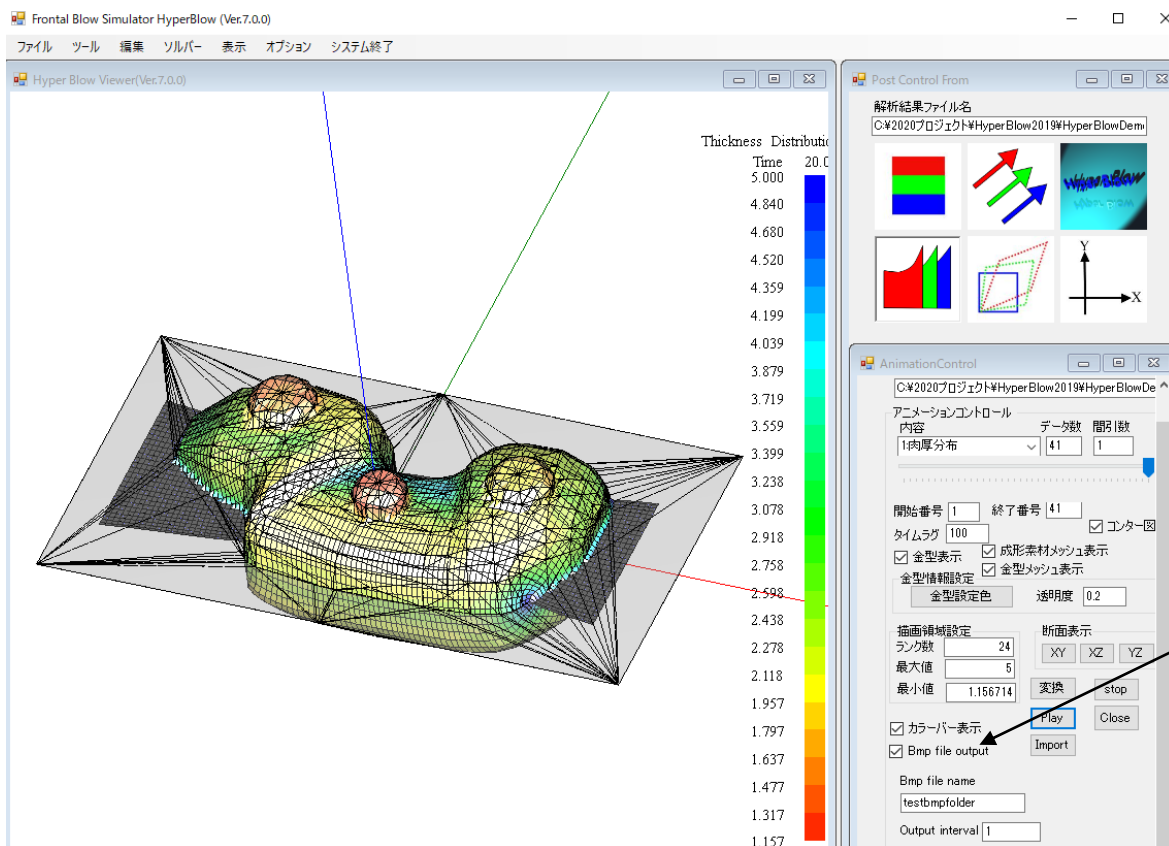 Frontal Blow Simulator HyperBlow (Ver.7.0.0)
ファイル ツール 編集 ソルバー 表示 オプション システム終了
Hyper Blow Viewer(Ver.7.0.0)
Thickness Distributio
Time 20.0
5.000
4.840
4.680
4.520
4.359
4.199
4.039
3.879
3.719
3.559
3.399
3.238
3.078
2.918
2.758
2.598
2.438
2.278
2.118
1.957
1.797
1.637
1.477
1.317
1.157
Post Control From
解析結果ファイル名
C:¥2020プロジェクト¥HyperBlow2019¥HyperBlowDem
HyperBlow
Y
X
AnimationControl
C:¥2020プロジェクト¥HyperBlow2019¥HyperBlowDe
アニメーションコントロール
内容 データ数 間引数
1:肉厚分布 41 1
開始番号 1 終了番号 41
タイムラグ 100 コンター図
金型表示 成形素材メッシュ表示
金型メッシュ表示
金型情報設定
金型設定色 透明度 0.2
描画領域設定 断面表示
ランク数 24 XY XZ YZ
最大値 5
最小値 1.156714 変換 stop
カラーバー表示 Play Close
Bmp file output Import
Bmp file name
testbmpfolder
Output interval 1